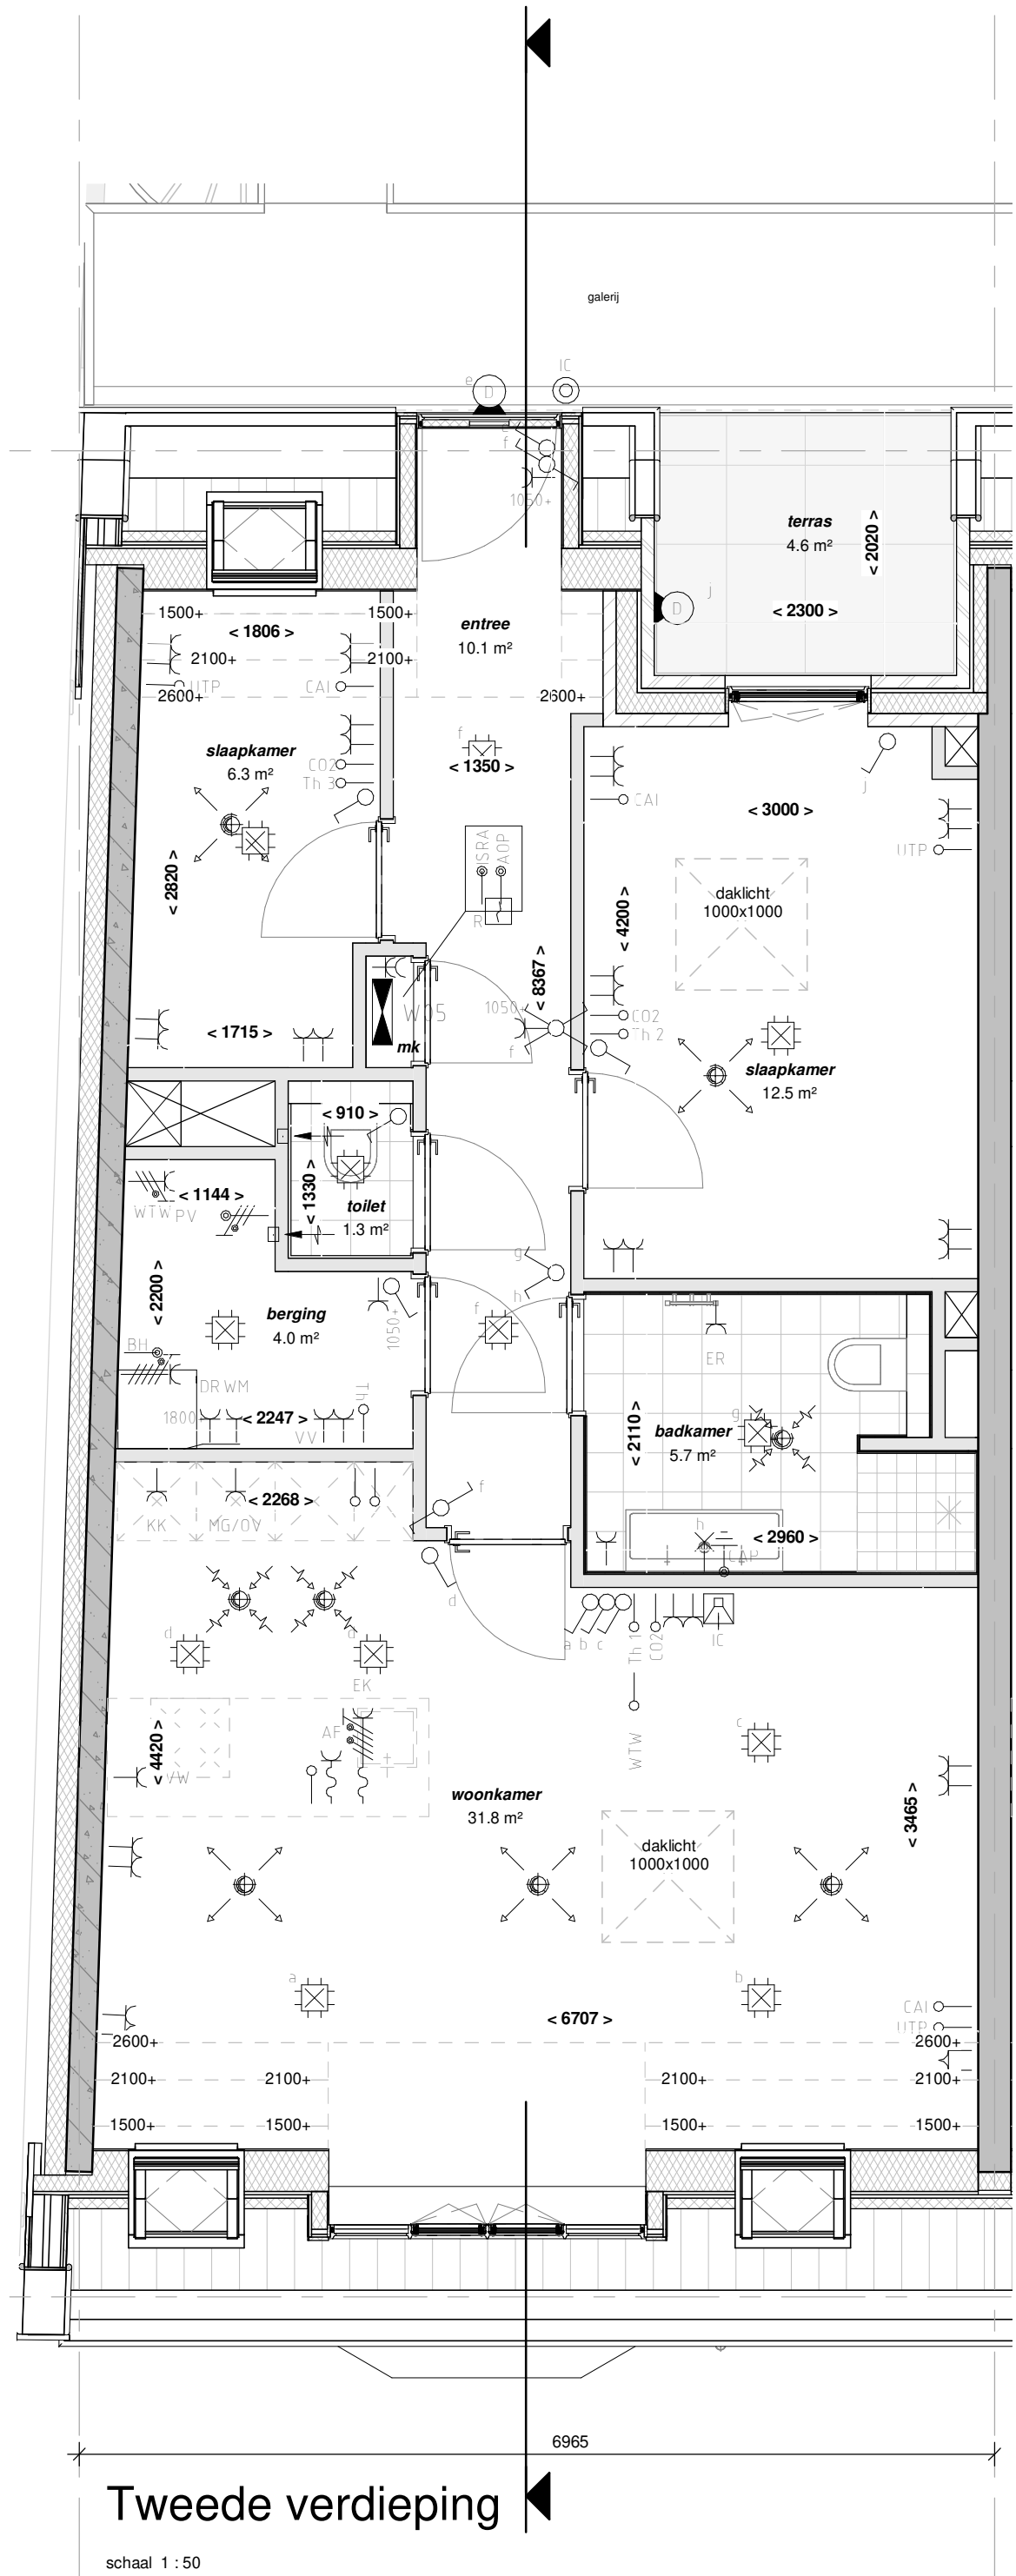 galerij
IC
e
D
e
f
1050+
terras
4.6 m²
< 2020 >
j
D
< 2300 >
1500+
1500+
< 1806 >
entree
10.1 m²
2100+
2100+
UTP
CAI
2600+
2600+
slaapkamer
6.3 m²
f
< 1350 >
CO2
Th 3
j
CAI
< 3000 >
UTP
ISRA
AOP
< 2820 >
daklicht
1000x1000
R
< 4200 >
< 8367 >
W05
1050+
CO2
f
Th 2
< 1715 >
mk
slaapkamer
12.5 m²
< 910 >
< 1330 >
WTW
PV
< 1144 >
toilet
1.3 m²
g
h
< 2200 >
berging
4.0 m²
f
1050+
BH
ER
DR WM
Th
1800
< 2247 >
VV
g
badkamer
5.7 m²
< 2110 >
f
< 2268 >
KK
MG/OV
h
< 2960 >
CAP
d
a b c
Th 1
CO2
IC
d
d
EK
AF
c
WTW
< 4420 >
VW
woonkamer
31.8 m²
< 3465 >
daklicht
1000x1000
a
b
CAI
UTP
< 6707 >
2600+
2600+
2100+
2100+
2100+
2100+
1500+
1500+
1500+
1500+
6965
Tweede verdieping
schaal 1 : 50